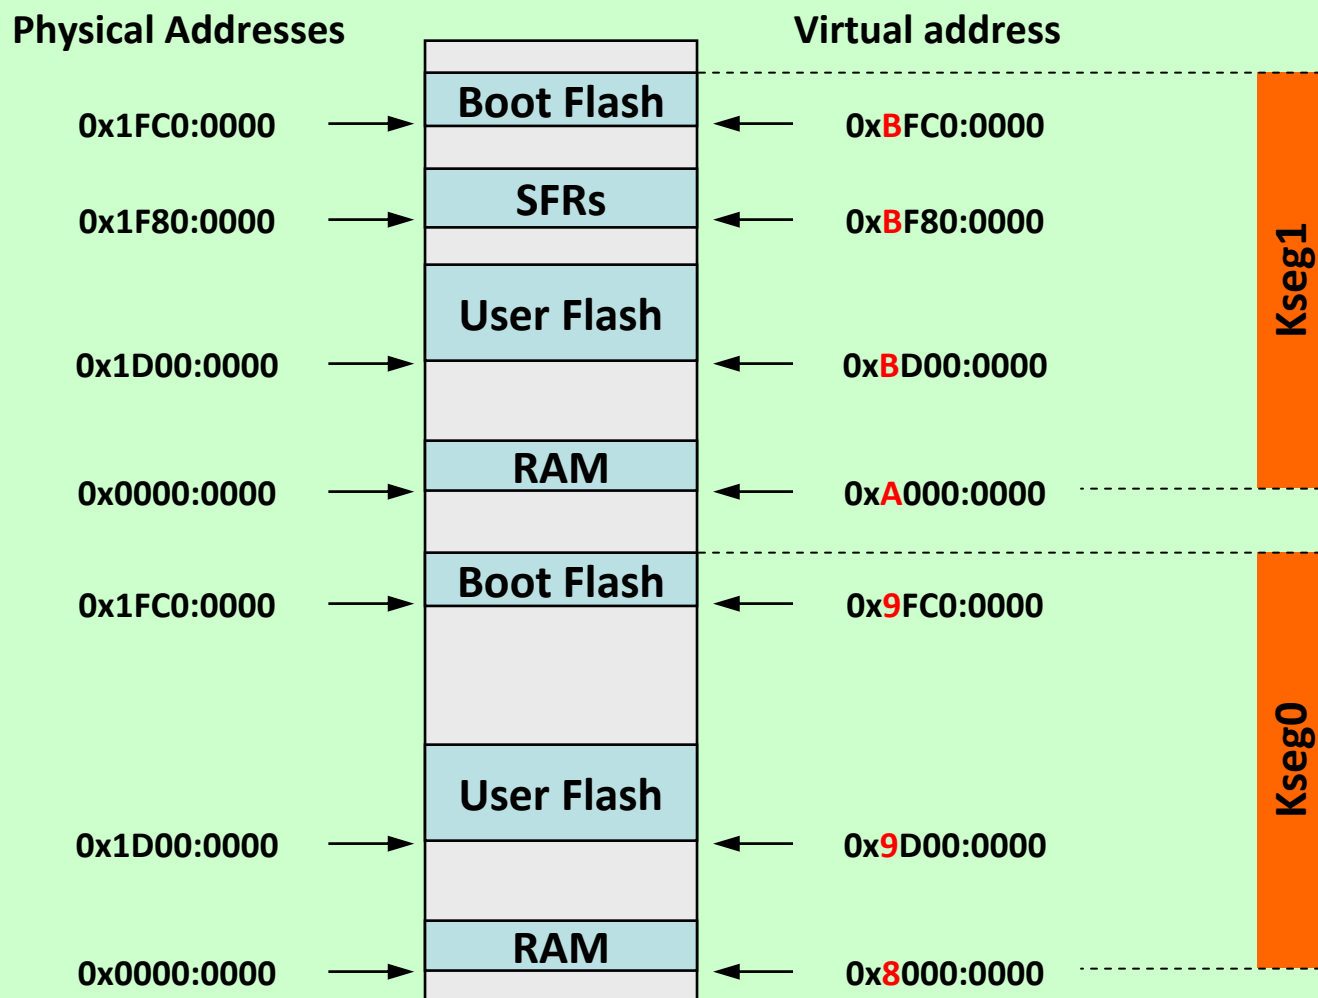 Physical Addresses Virtual address
Boot Flash
0x1FC0:0000 0xBFC0:0000
SFRs
0x1F80:0000 0xBF80:0000
Kseg1
User Flash
0x1D00:0000 0xBD00:0000
RAM
0x0000:0000 0xA000:0000
Boot Flash
0x1FC0:0000 0x9FC0:0000
Kseg0
User Flash
0x1D00:0000 0x9D00:0000
RAM
0x0000:0000 0x8000:0000